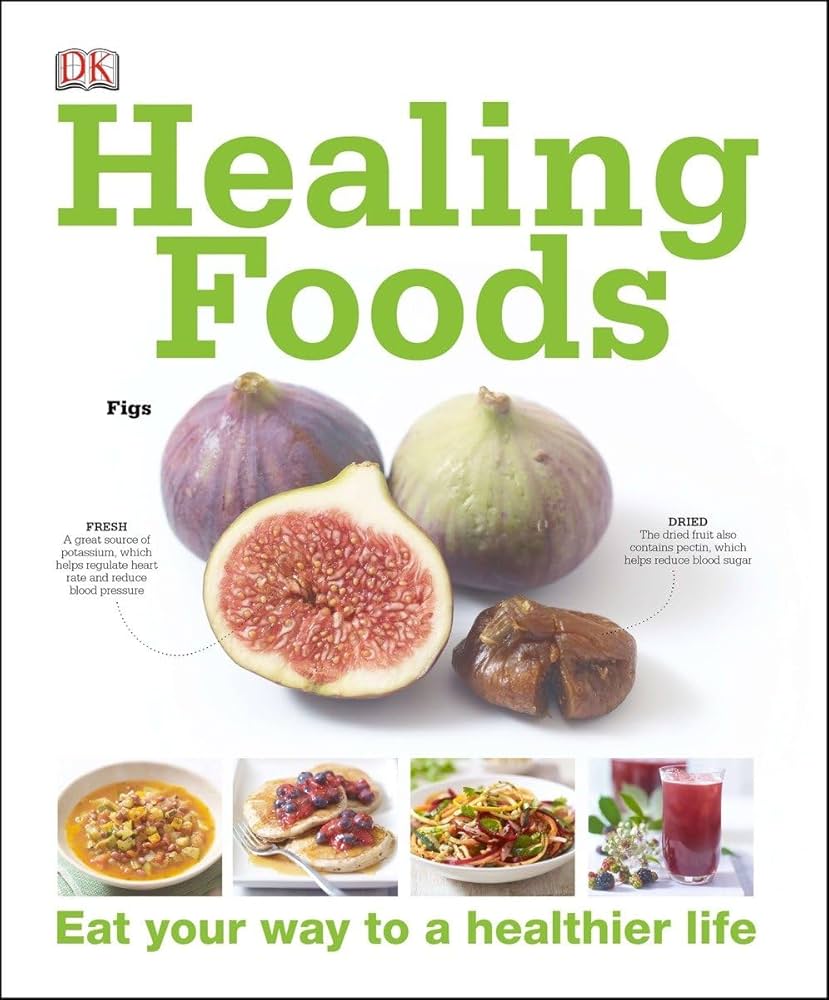 DK
Healing
Foods
Figs
FRESH
A great source of
potassium, which
helps regulate heart
rate and reduce
blood pressure
DRIED
The dried fruit also
contains pectin, which
helps reduce blood sugar
Eat your way to a healthier life